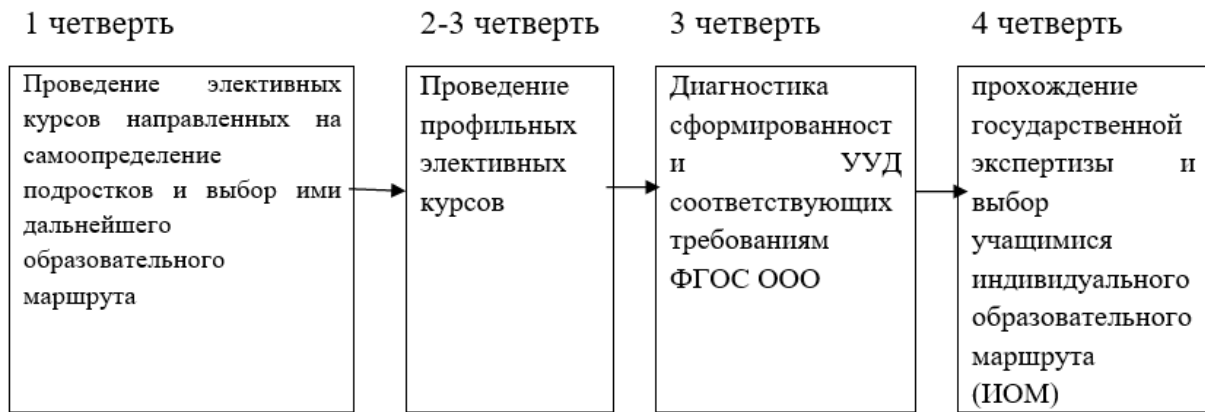 1 четверть
Проведение элективных
курсов направленных на
самоопределение
подростков и выбор ими
дальнейшего
образовательного
маршрута
2-3 четверть
Проведение
профильных
элективных
курсов
3 четверть
Диагностика
сформированност
и УУД
соответствующих
требованиям
ФГОС ООО
4 четверть
прохождение
государственной
экспертизы и
выбор
учащимися
индивидуального
образовательного
маршрута
(ИОМ)